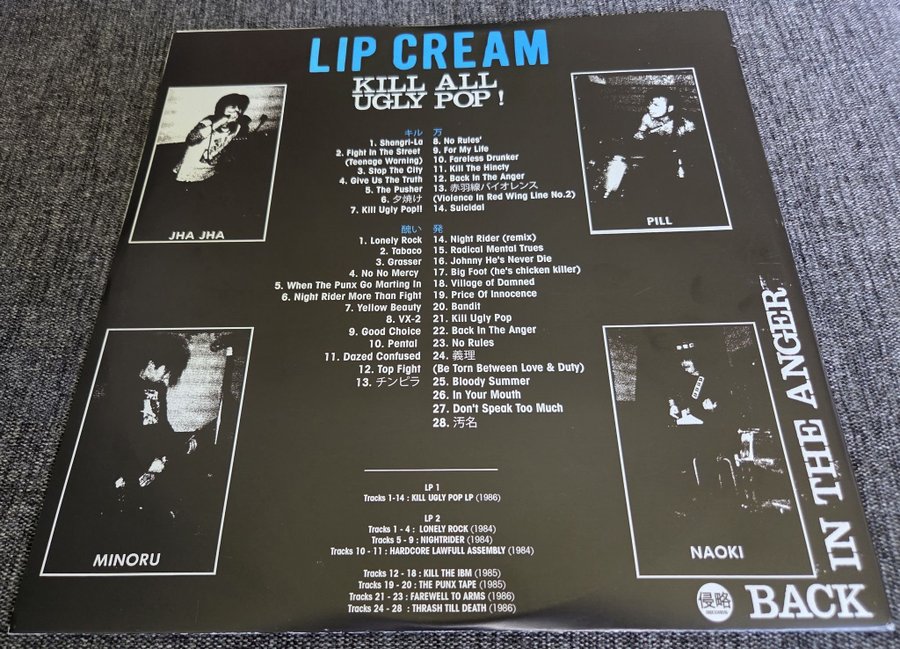 LIP CREAM
KILL ALL
UGLY POP!
JHA JHA
PILL
キル 万
1. Shangri-La
2. Fight In The Street
(Teenage Warning)
3. Stop The City
4. Give Us The Truth
5. The Pusher
6. 夕焼け
7. Kill Ugly Pop!!
8. No Rules'
9. For My Life
10. Fareless Drunker
11. Kill The Hincty
12. Back In The Anger
13. 赤羽線バイオレンス
(Violence In Red Wing Line No.2)
14. Suicidal
醜い 発
1. Lonely Rock
2. Tabaco
3. Grasser
4. No No Mercy
5. When The Punx Go Marting In
6. Night Rider More Than Fight
7. Yellow Beauty
8. VX-2
9. Good Choice
10. Pental
11. Dazed Confused
12. Top Fight
13. チンピラ
14. Night Rider (remix)
15. Radical Mental Trues
16. Johnny He's Never Die
17. Big Foot (he's chicken killer)
18. Village of Damned
19. Price Of Innocence
20. Bandit
21. Kill Ugly Pop
22. Back In The Anger
23. No Rules
24. 義理
(Be Torn Between Love & Duty)
25. Bloody Summer
26. In Your Mouth
27. Don't Speak Too Much
28. 汚名
MINORU
NAOKI
LP 1
Tracks 1-14 : KILL UGLY POP LP (1986)
LP 2
Tracks 1 - 4 : LONELY ROCK (1984)
Tracks 5 - 9 : NIGHTRIDER (1984)
Tracks 10 - 11 : HARDCORE LAWFULL ASSEMBLY (1984)
Tracks 12 - 18 : KILL THE IBM (1985)
Tracks 19 - 20 : THE PUNX TAPE (1985)
Tracks 21 - 23 : FAREWELL TO ARMS (1986)
Tracks 24 - 28 : THRASH TILL DEATH (1986)
侵略
RECORDS
BACK IN THE ANGER